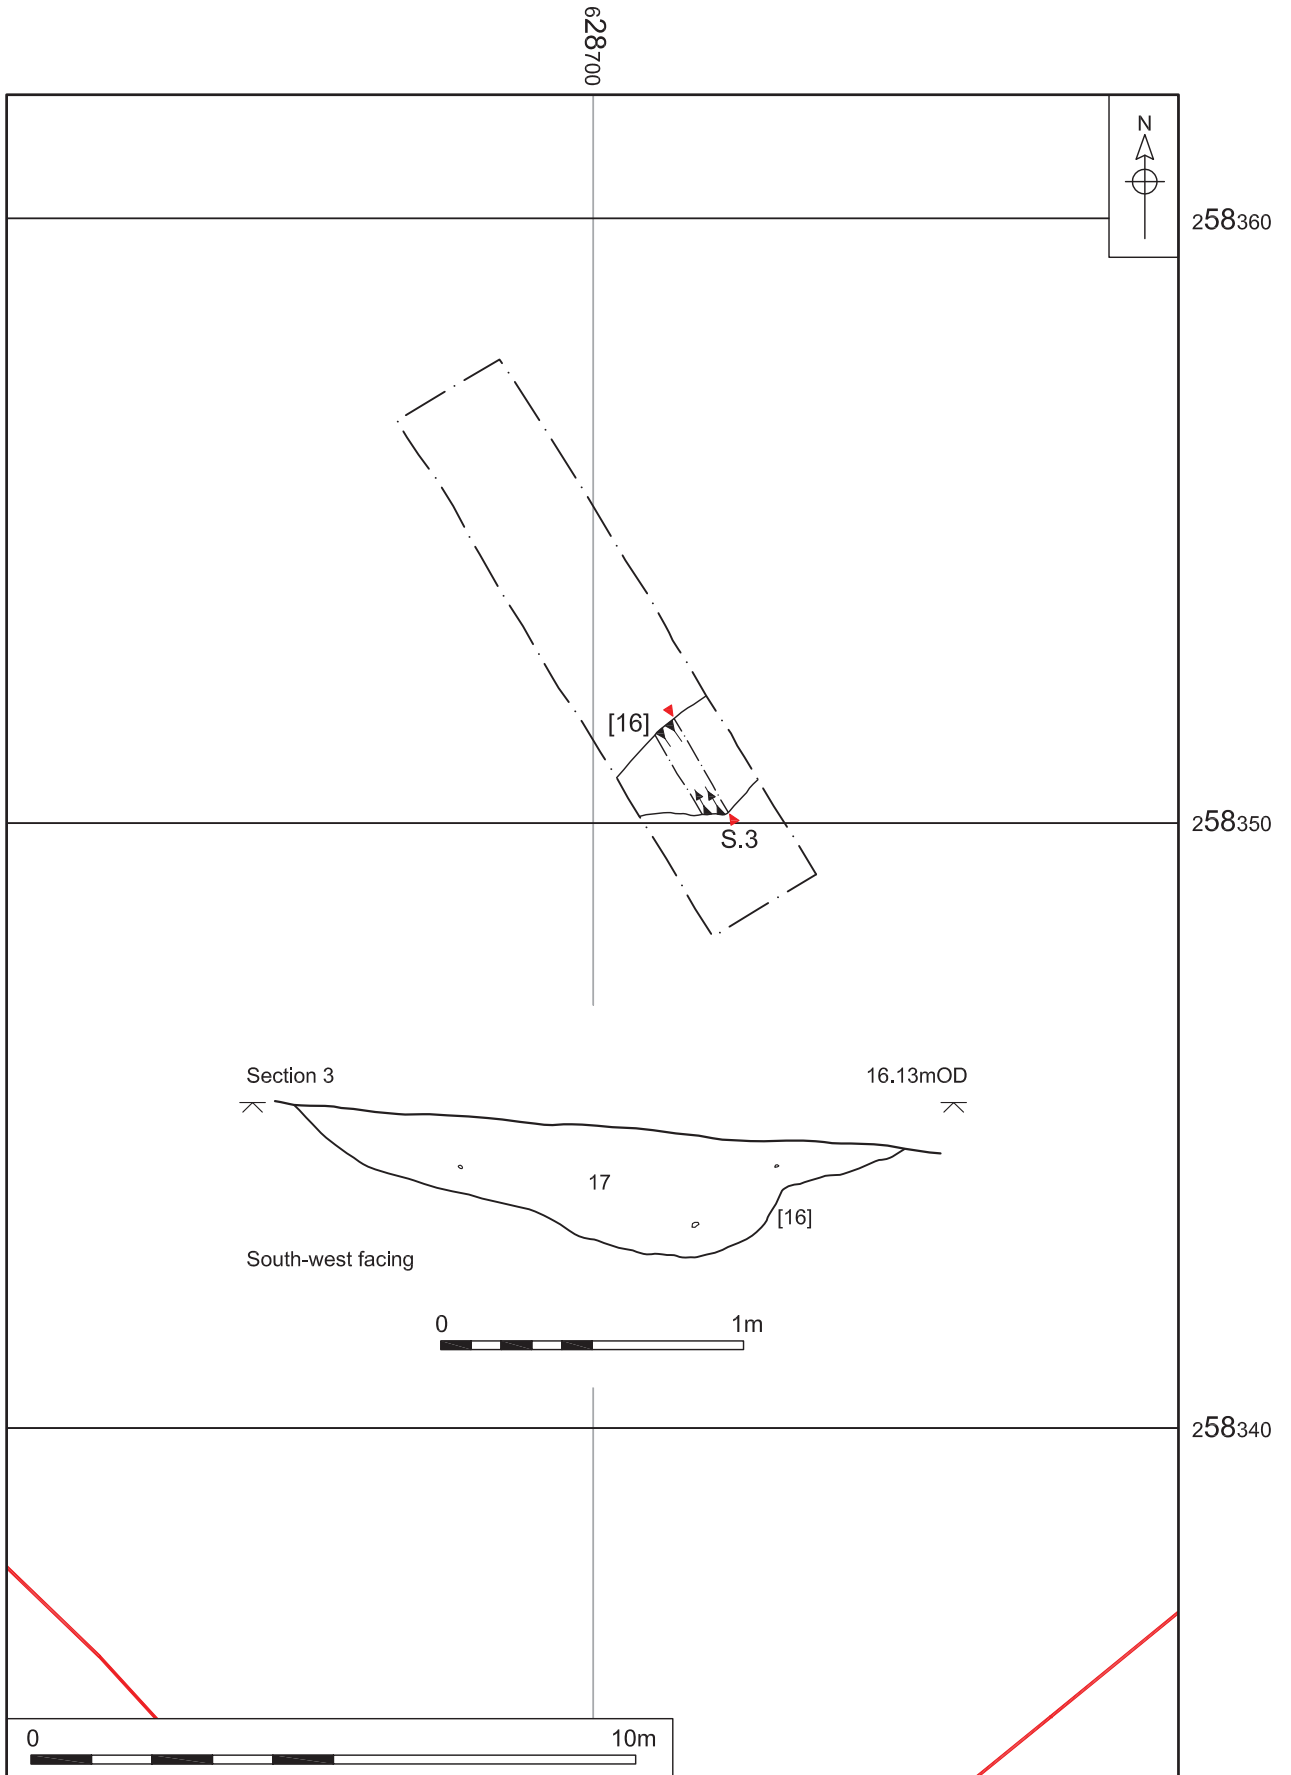 628700
N
258360
[16]
258350
S.3
Section 3
16.13mOD
17
[16]
South-west facing
0 1m
258340
0 10m